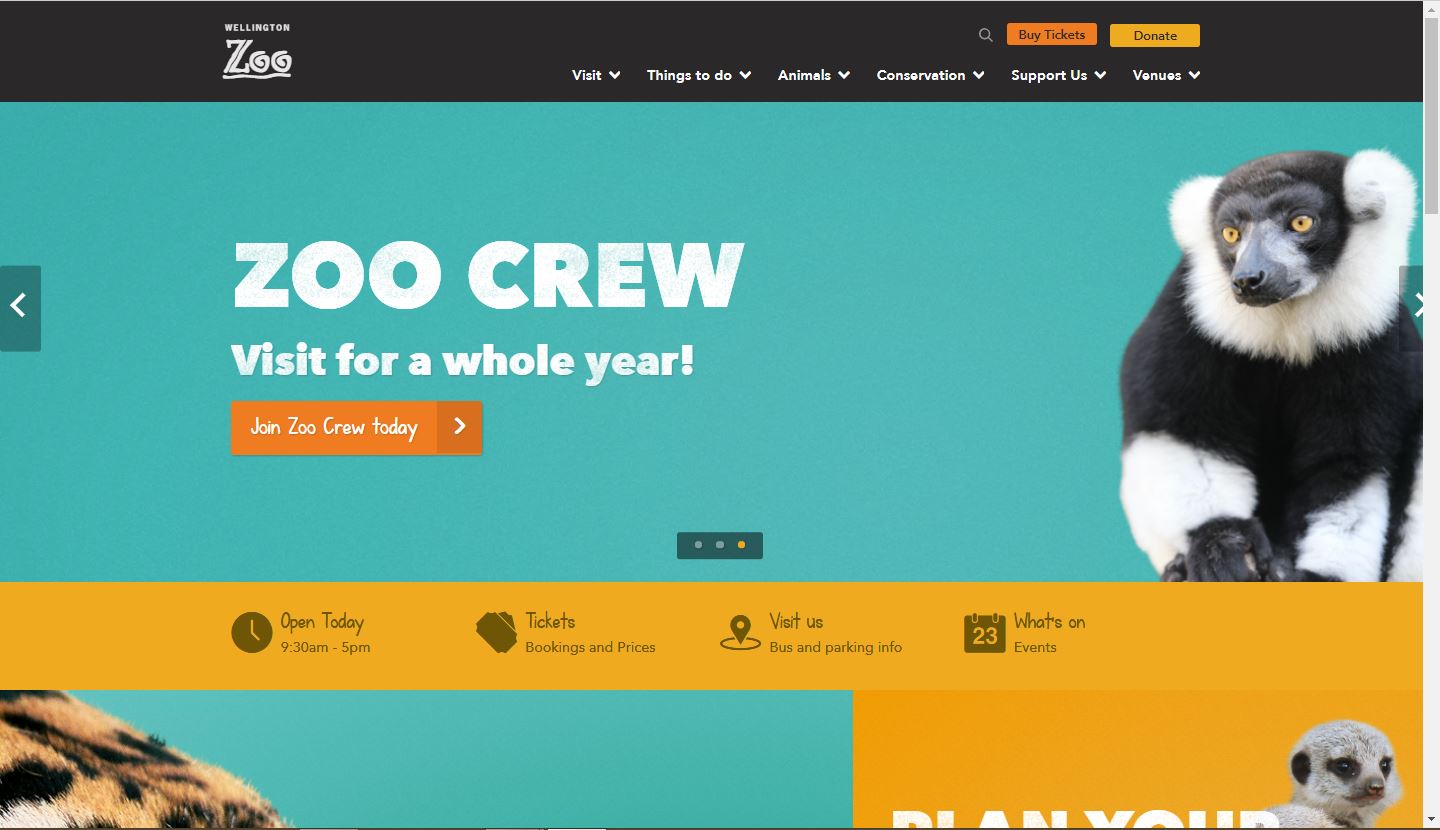 WELLINGTON
Zoo
Buy Tickets
Donate
Visit
Things to do
Animals
Conservation
Support Us
Venues
ZOO CREW
Visit for a whole year!
Join Zoo Crew today
Open Today
9:30am - 5pm
Tickets
Bookings and Prices
Visit us
Bus and parking info
23
What's on
Events
PLAN YOUR